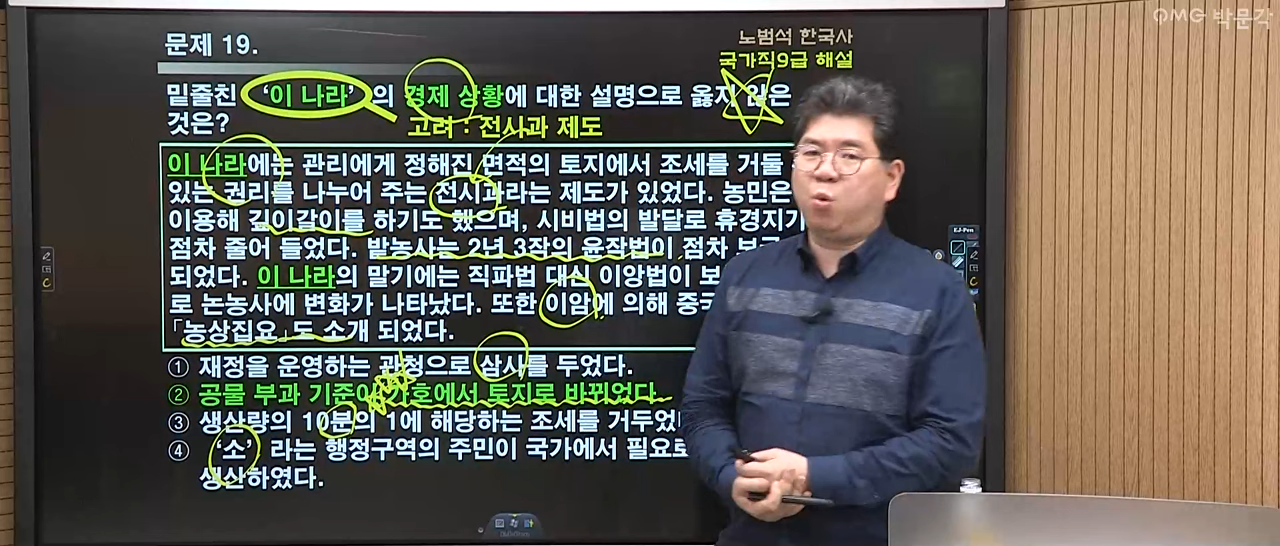 OMG 박문각
노범석 한국사
국가직9급 해설
문제 19.
밑줄친 ‘이 나라’의 경제 상황에 대한 설명으로 옳지 않은
것은?
고려 : 전시과 제도
이 나라에는 관리에게 정해진 면적의 토지에서 조세를 거둘
있는 권리를 나누어 주는 전시과라는 제도가 있었다. 농민은
이용해 깊이갈이를 하기도 했으며, 시비법의 발달로 휴경지가
점차 줄어 들었다. 밭농사는 2년 3작의 윤작법이 점차
되었다. 이 나라의 말기에는 직파법 대신 이앙법이
로 논농사에 변화가 나타났다. 또한 이암에 의해
「농상집요」도 소개 되었다.
① 재정을 운영하는 관청으로 삼사를 두었다.
② 공물 부과 기준이 가호에서 토지로 바뀌었다.
③ 생산량의 10분의 1에 해당하는 조세를
④ ‘소’ 라는 행정구역의 주민이 국가에서
생산하였다.
EJ-Pen